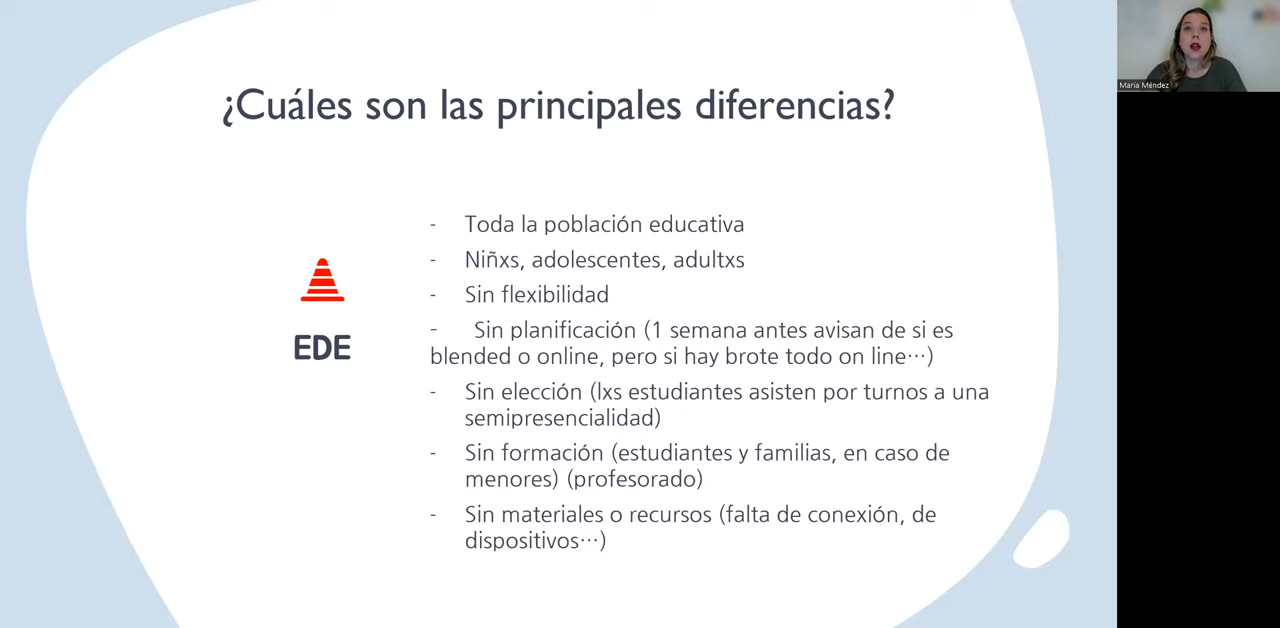 ¿Cuáles son las principales diferencias?
María Méndez
EDE
- Toda la población educativa
- Niñxs, adolescentes, adultxs
- Sin flexibilidad
- Sin planificación (1 semana antes avisan de si es
blended o online, pero si hay brote todo on line···)
- Sin elección (lxs estudiantes asisten por turnos a una
semipresencialidad)
- Sin formación (estudiantes y familias, en caso de
menores) (profesorado)
- Sin materiales o recursos (falta de conexión, de
dispositivos···)